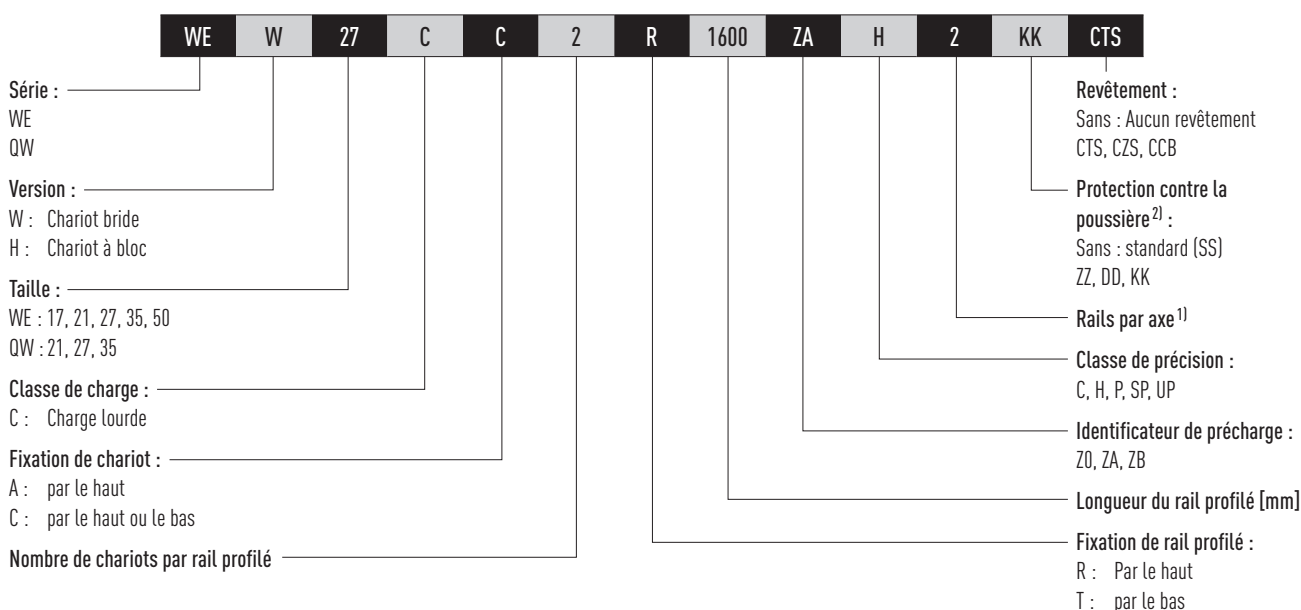 WE W 27 C C 2 R 1600 ZA H 2 KK CTS
Série :
WE
QW
Version :
W : Chariot bride
H : Chariot à bloc
Taille :
WE : 17, 21, 27, 35, 50
QW : 21, 27, 35
Classe de charge :
C : Charge lourde
Fixation de chariot :
A : par le haut
C : par le haut ou le bas
Nombre de chariots par rail profilé
Revêtement :
Sans : Aucun revêtement
CTS, CZS, CCB
Protection contre la
poussière 2) :
Sans : standard (SS)
ZZ, DD, KK
Rails par axe 1)
Classe de précision :
C, H, P, SP, UP
Identificateur de précharge :
Z0, ZA, ZB
Longueur du rail profilé [mm]
Fixation de rail profilé :
R : Par le haut
T : par le bas